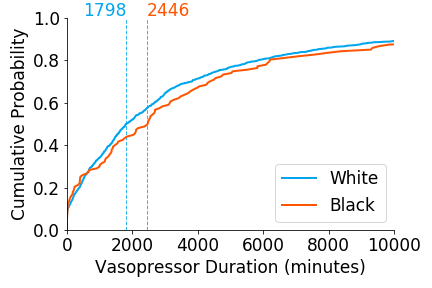 1798 2446
1.0
0.8
0.6
0.4
0.2
0.0
Cumulative Probability
White
Black
0 2000 4000 6000 8000 10000
Vasopressor Duration (minutes)